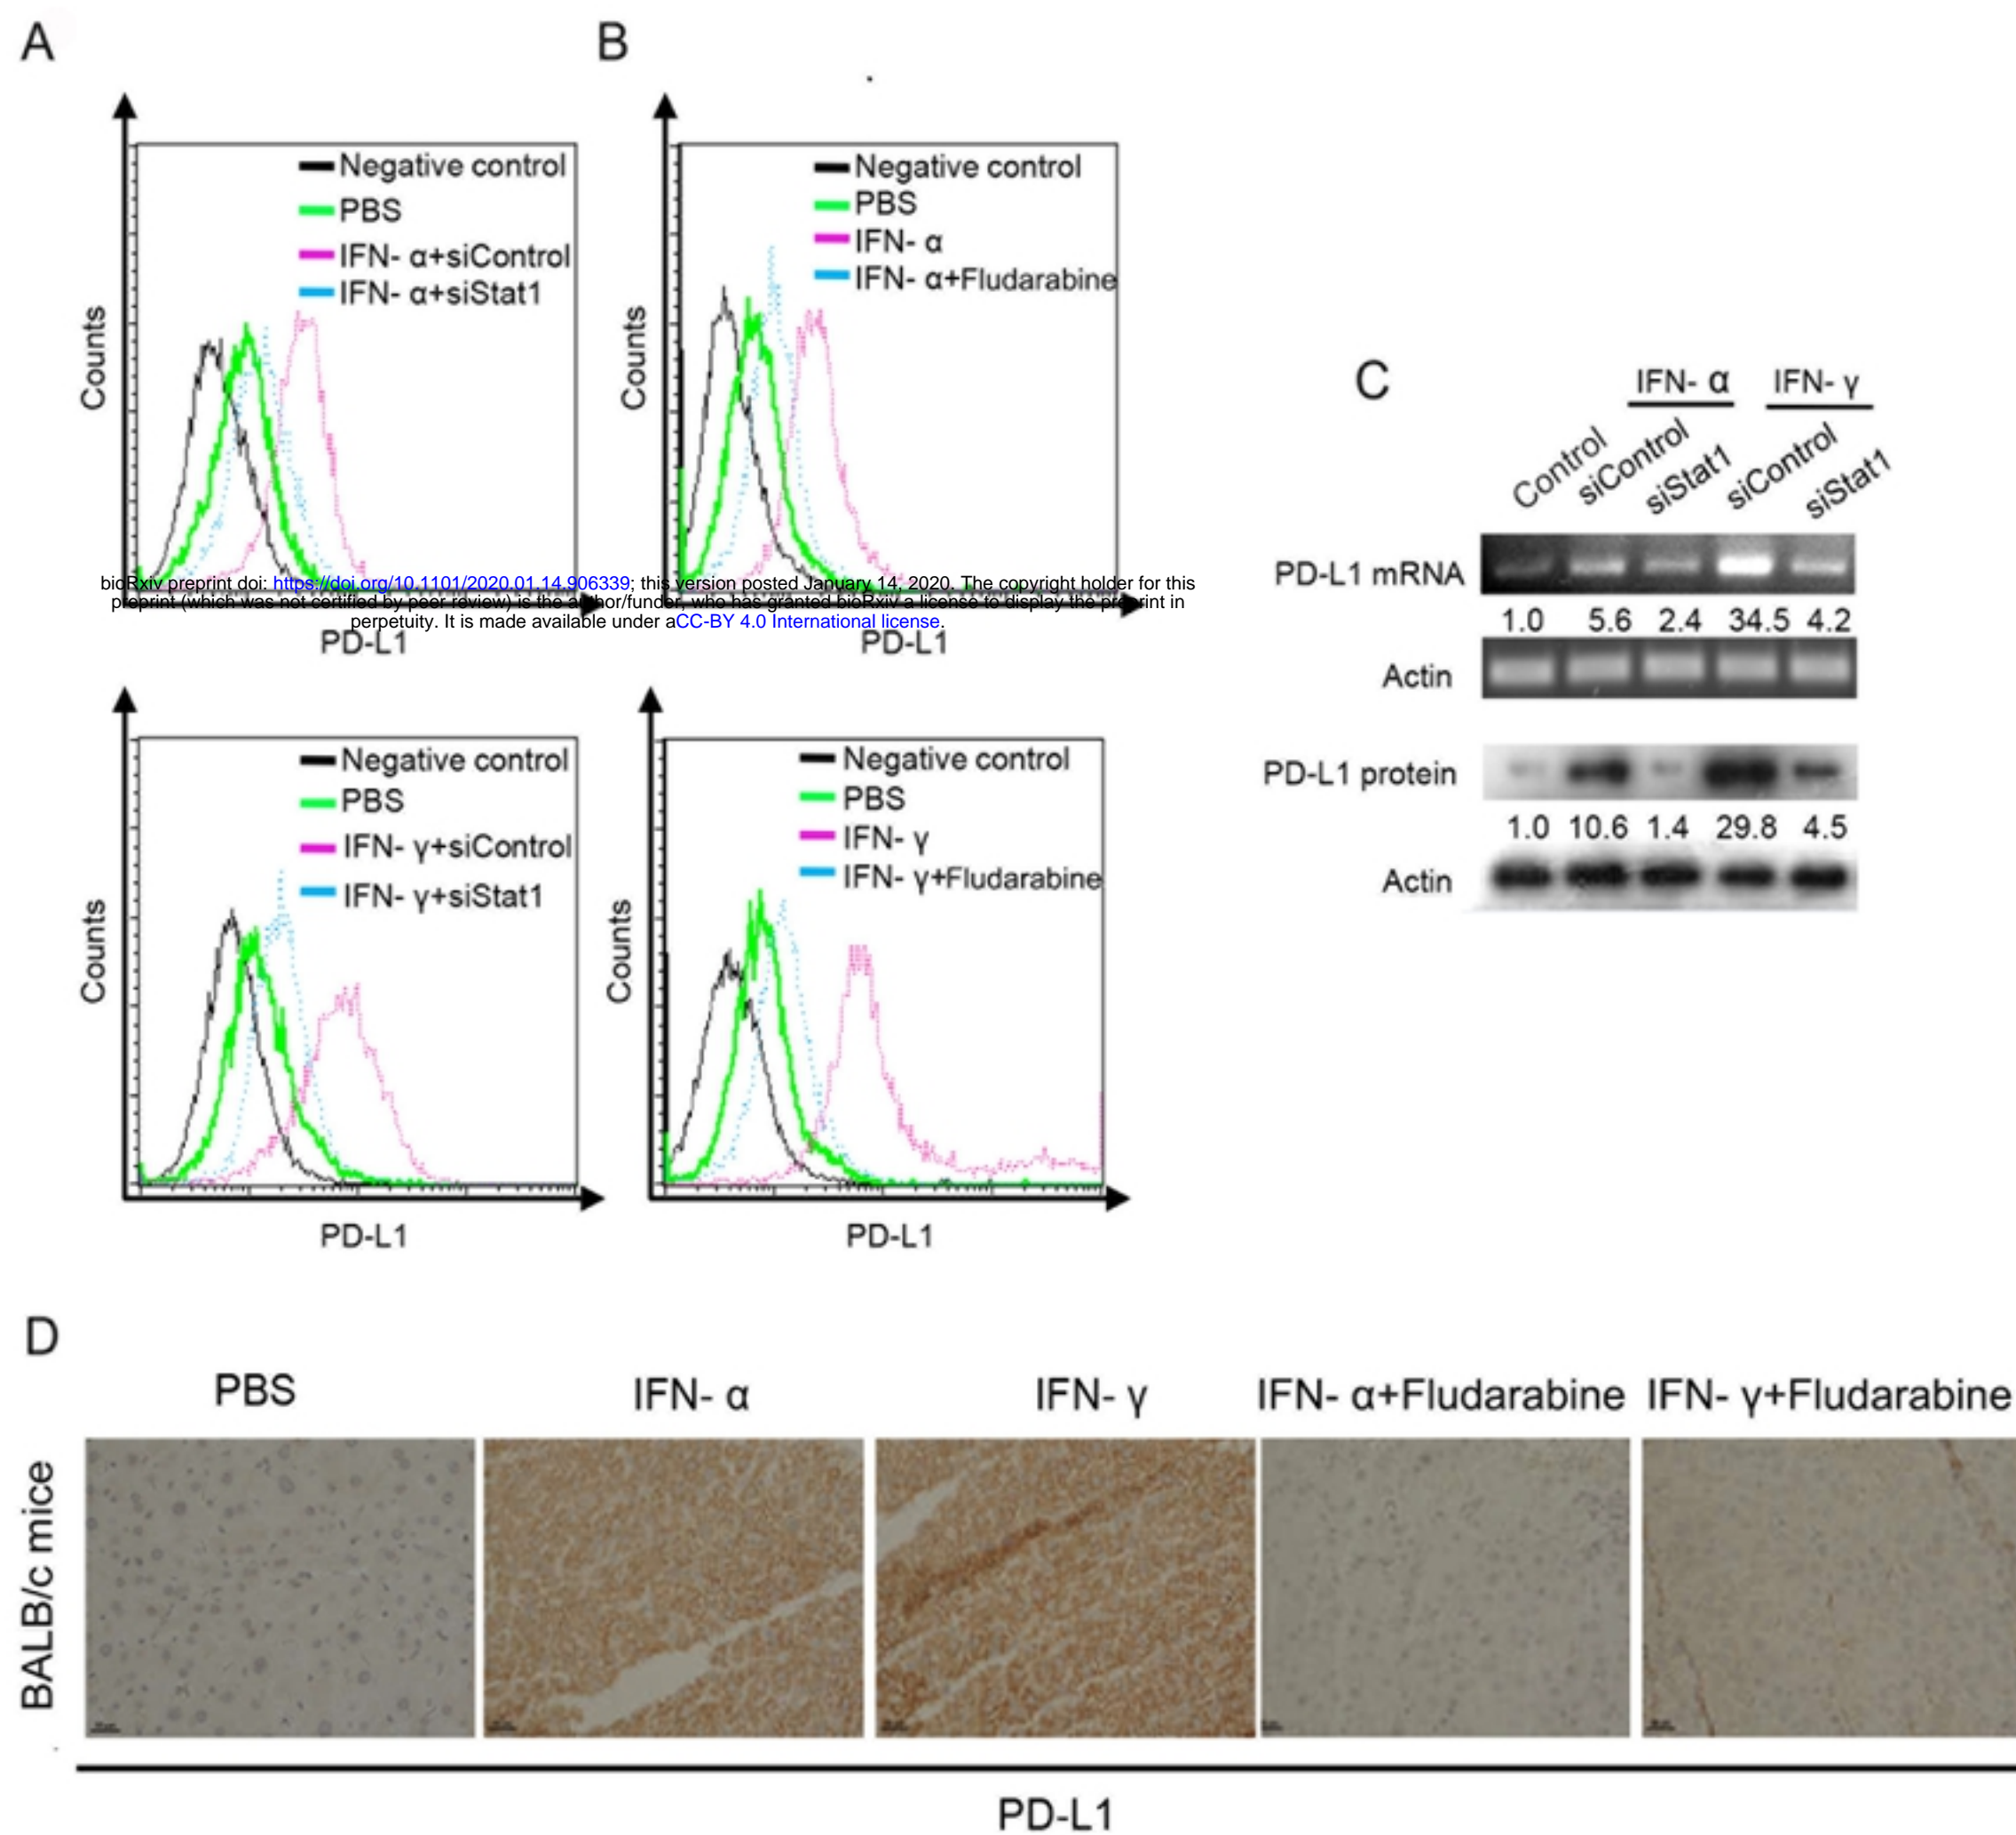 A
B
Negative control
PBS
IFN- α+siControl
IFN- α+siStat1
Counts
Negative control
PBS
IFN- α
IFN- α+Fludarabine
Counts
bioRxiv preprint doi: https://doi.org/10.1101/2020.01.14.906339; this version posted January 14, 2020. The copyright holder for this
preprint (which was not certified by peer review) is the author/funder, who has granted bioRxiv a license to display the preprint in
perpetuity. It is made available under aCC-BY 4.0 International license.
PD-L1
PD-L1
C
IFN- α IFN- γ
Control siControl siStat1 siControl siStat1
PD-L1 mRNA
1.0 5.6 2.4 34.5 4.2
Actin
PD-L1 protein
1.0 10.6 1.4 29.8 4.5
Actin
Negative control
PBS
IFN- γ+siControl
IFN- γ+siStat1
Counts
PD-L1
Negative control
PBS
IFN- γ
IFN- γ+Fludarabine
Counts
PD-L1
D
PBS IFN- α IFN- γ IFN- α+Fludarabine IFN- γ+Fludarabine
BALB/c mice
PD-L1